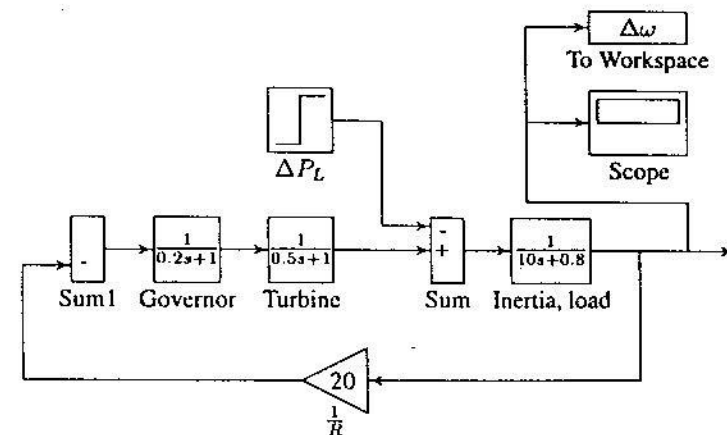 Δω
To Workspace
ΔP_L
Scope
-
Sum1
1
0.2s+1
Governor
1
0.5s+1
Turbine
-
+
Sum
1
10s+0.8
Inertia, load
20
1
R